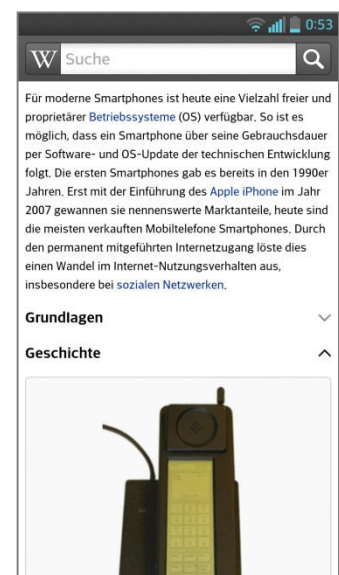 0:53
W Suche
Für moderne Smartphones ist heute eine Vielzahl freier und
proprietärer Betriebssysteme (OS) verfügbar. So ist es
möglich, dass ein Smartphone über seine Gebrauchsdauer
per Software- und OS-Update der technischen Entwicklung
folgt. Die ersten Smartphones gab es bereits in den 1990er
Jahren. Erst mit der Einführung des Apple iPhone im Jahr
2007 gewannen sie nennenswerte Marktanteile, heute sind
die meisten verkauften Mobiltelefone Smartphones. Durch
den permanent mitgeführten Internetzugang löste dies
einen Wandel im Internet-Nutzungsverhalten aus,
insbesondere bei sozialen Netzwerken.
Grundlagen
Geschichte